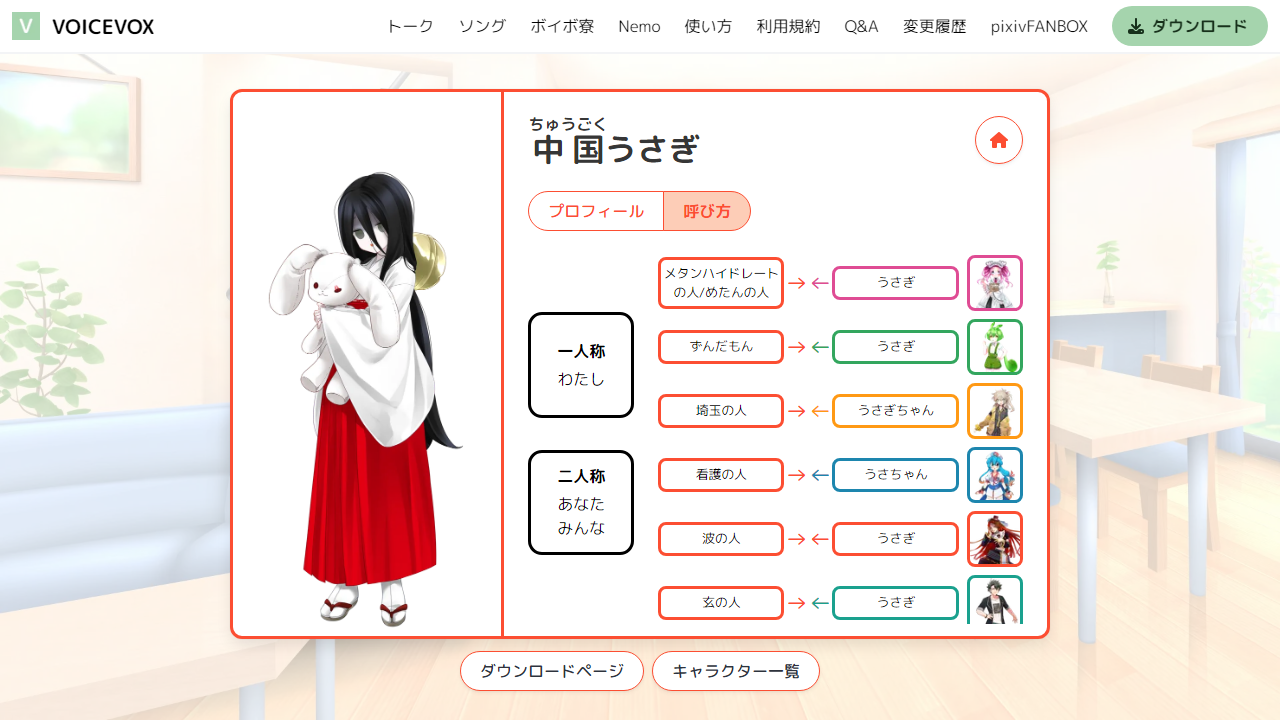 V VOICEVOX トーク ソング ボイボ寮 Nemo 使い方 利用規約 Q&A 変更履歴 pixivFANBOX ダウンロード
ちゅうごく
中国うさぎ
プロフィール 呼び方
一人称
わたし
二人称
あなた
みんな
メタンハイドレート
の人/めたんの人 → ← うさぎ
ずんだもん → ← うさぎ
埼玉の人 → ← うさぎちゃん
看護の人 → ← うさちゃん
波の人 → ← うさぎ
玄の人 → ← うさぎ
ダウンロードページ キャラクター一覧